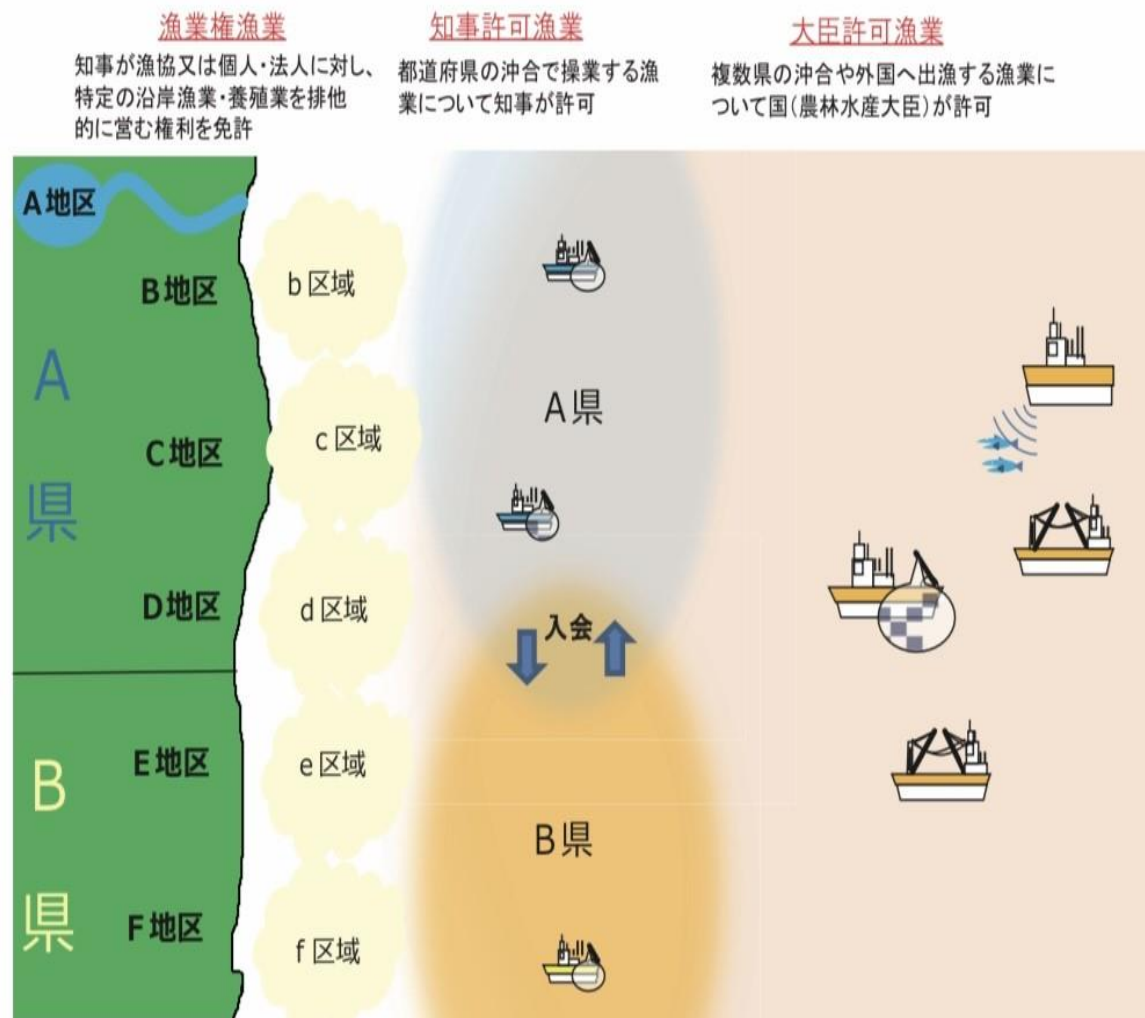 漁業権漁業
知事が漁協又は個人・法人に対し、
特定の沿岸漁業・養殖業を排他
的に営む権利を免許
知事許可漁業
都道府県の沖合で操業する漁
業について知事が許可
大臣許可漁業
複数県の沖合や外国へ出漁する漁業に
ついて国(農林水産大臣)が許可
A地区
B地区
C地区
D地区
A
県
E地区
F地区
B
県
b区域
c区域
d区域
e区域
f区域
A県
入会
B県